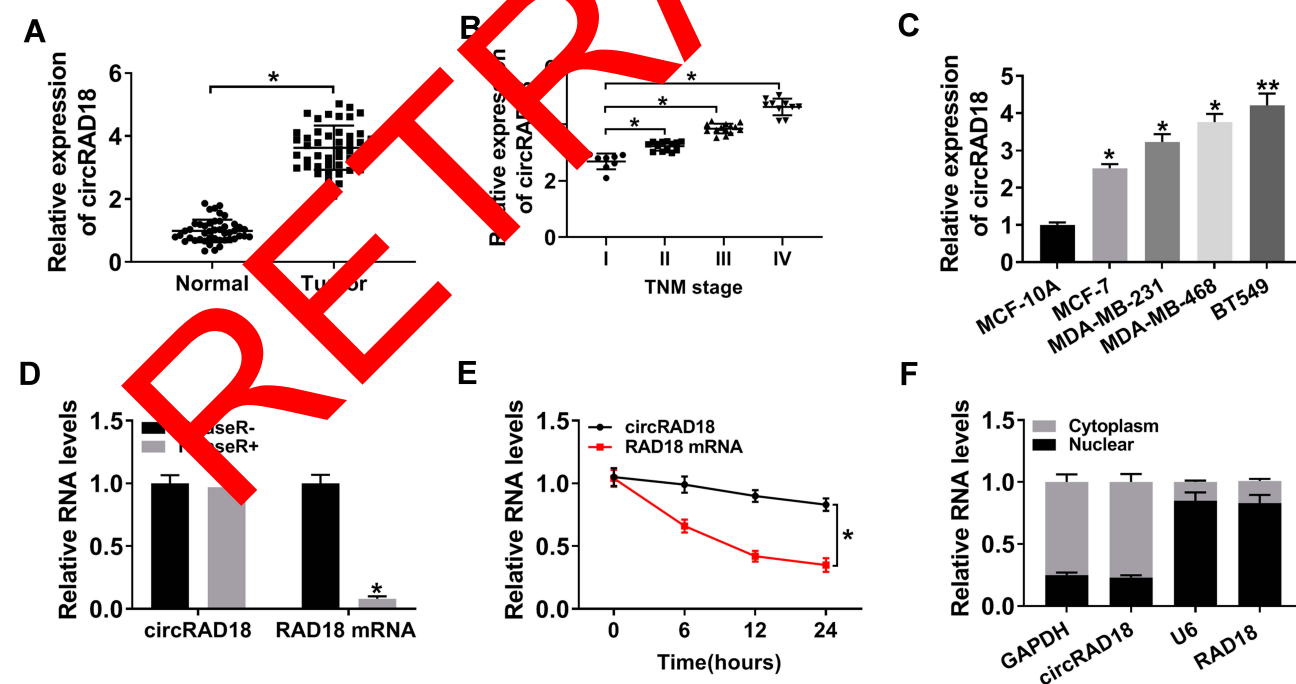 A
Relative expression
of circRAD18
6
4
2
0
*
Normal
B
2
0
*
*
*
I
II
III
IV
TNM stage
C
Relative expression
of circRAD18
5
4
3
2
1
0
*
*
*
**
MCF-10A
MCF-7
MDA-MB-231
MDA-MB-468
BT549
D
Relative RNA levels
1.5
1.0
0.5
0.0
*
circRAD18
RAD18 mRNA
E
Relative RNA levels
1.5
1.0
0.5
0.0
circRAD18
RAD18 mRNA
*
0
6
12
24
Time(hours)
F
Relative RNA levels
1.5
1.0
0.5
0.0
Cytoplasm
Nuclear
GAPDH
circRAD18
U6
RAD18